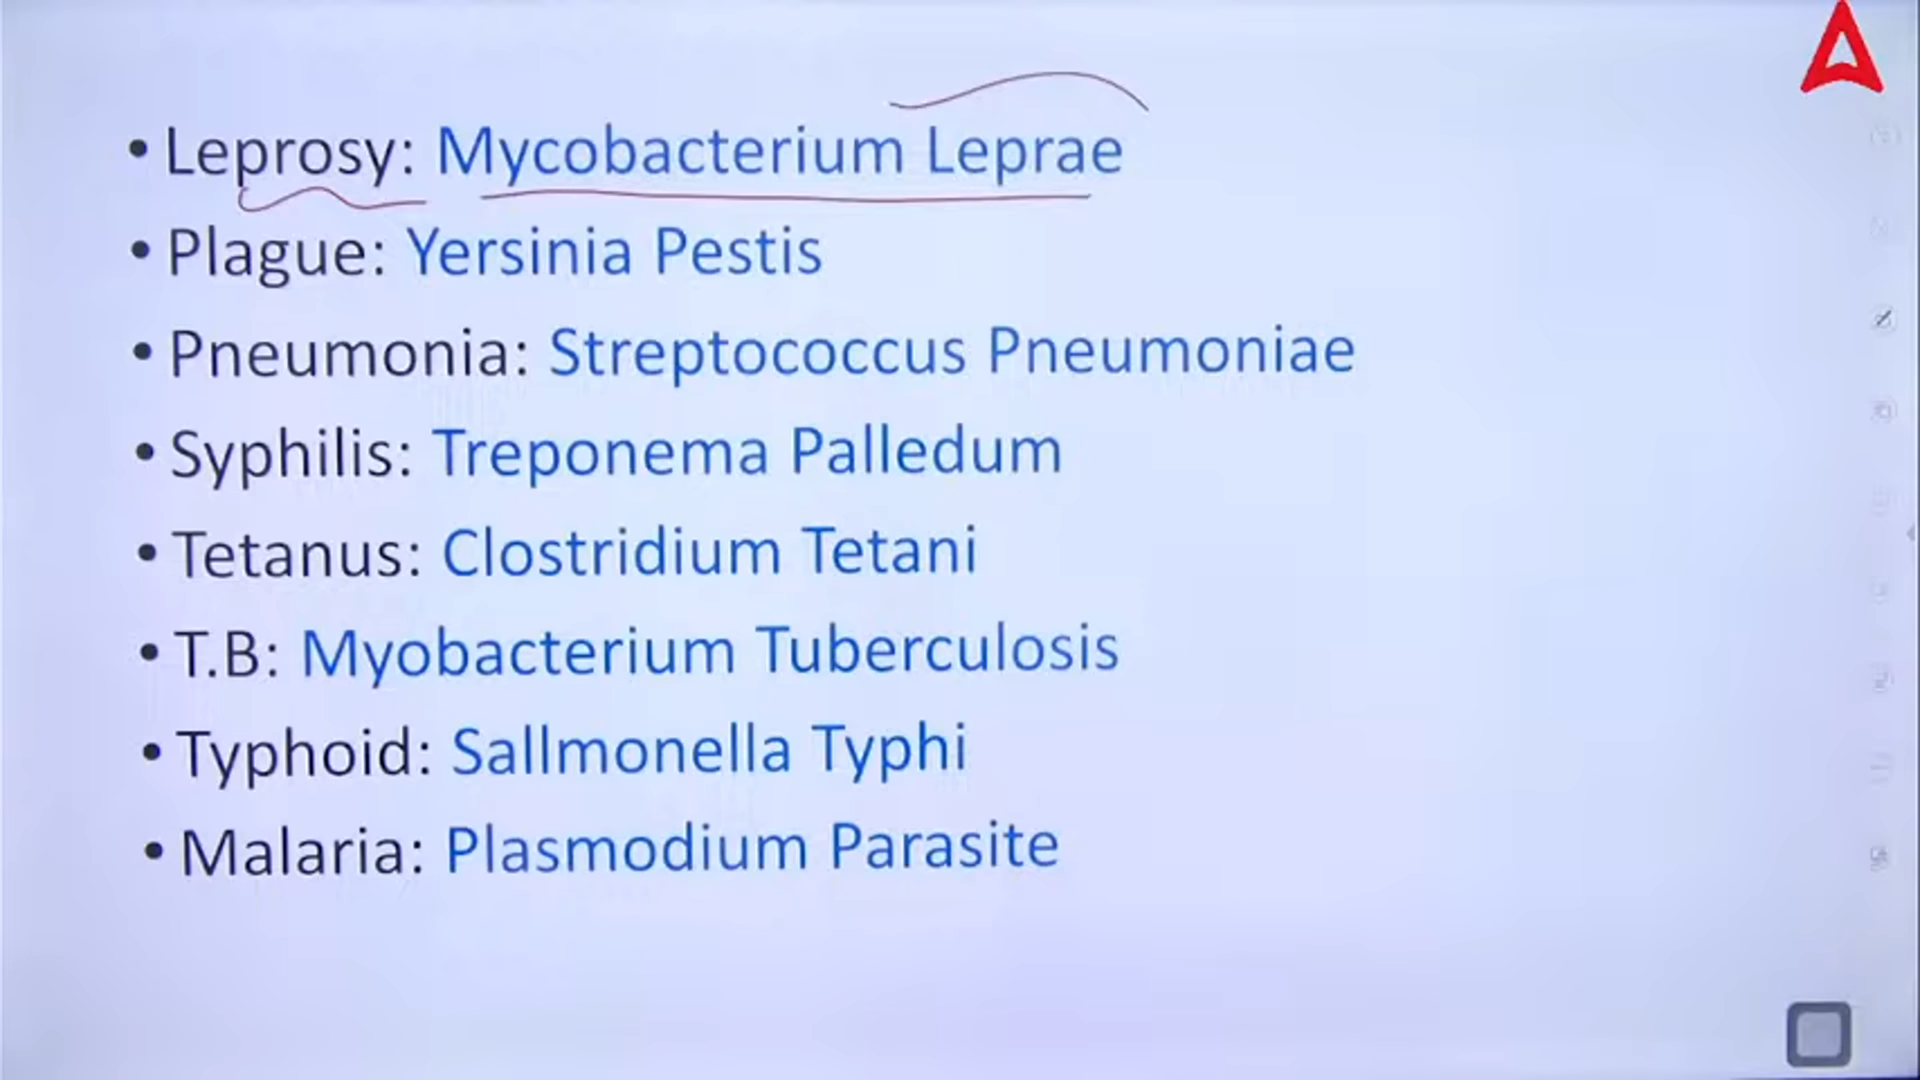 • Leprosy: Mycobacterium Leprae
• Plague: Yersinia Pestis
• Pneumonia: Streptococcus Pneumoniae
• Syphilis: Treponema Palledum
• Tetanus: Clostridium Tetani
• T.B: Myobacterium Tuberculosis
• Typhoid: Sallmonella Typhi
• Malaria: Plasmodium Parasite